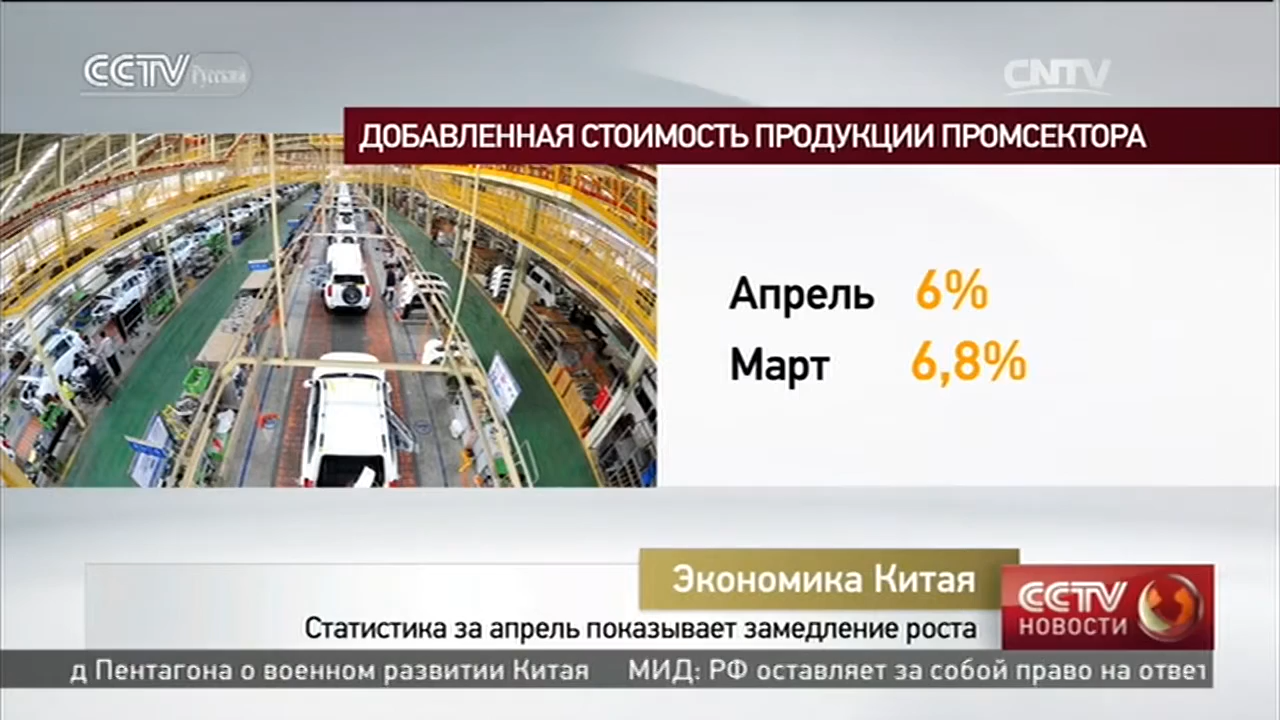 CCTV Русский
CNTV
ДОБАВЛЕННАЯ СТОИМОСТЬ ПРОДУКЦИИ ПРОМСЕКТОРА
Апрель 6%
Март 6,8%
Экономика Китая
Статистика за апрель показывает замедление роста
CCTV
НОВОСТИ
д Пентагона о военном развитии Китая МИД: РФ оставляет за собой право на ответ